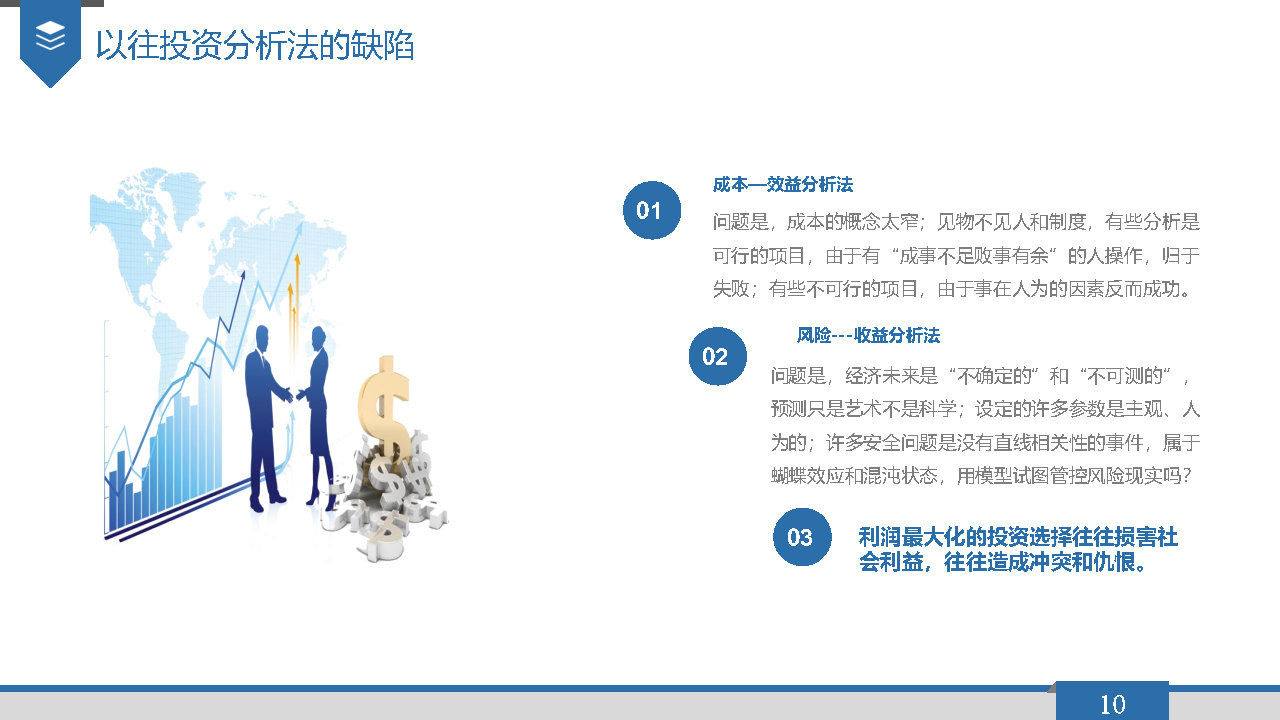 以往投资分析法的缺陷
01
成本—效益分析法
问题是，成本的概念太窄；见物不见人和制度，有些分析是
可行的项目，由于有“成事不足败事有余”的人操作，归于
失败；有些不可行的项目，由于事在人为的因素反而成功。
02
风险---收益分析法
问题是，经济未来是“不确定的”和“不可测的”，
预测只是艺术不是科学；设定的许多参数是主观、人
为的；许多安全问题是没有直线相关性的事件，属于
蝴蝶效应和混沌状态，用模型试图管控风险现实吗？
03
利润最大化的投资选择往往损害社
会利益，往往造成冲突和仇恨。
10